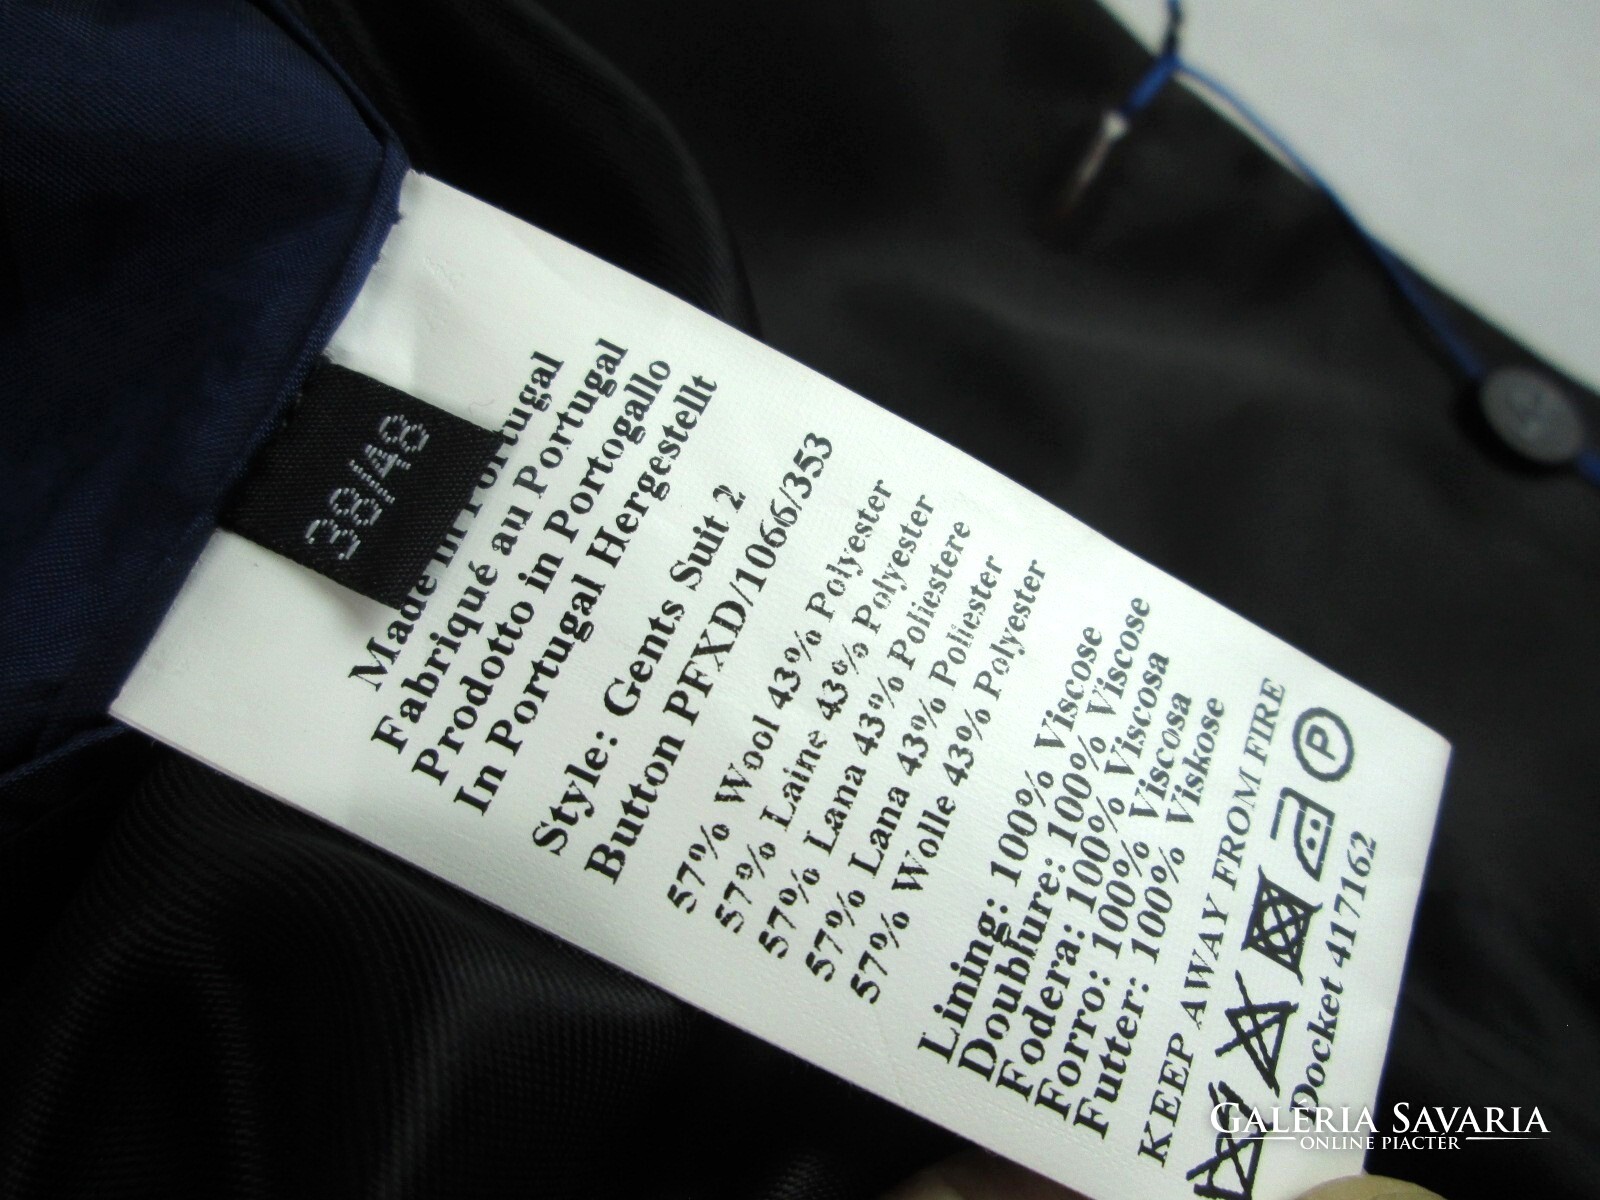 38/48
Made in Portugal
Fabriqué au Portugal
Prodotto in Portogallo
In Portugal Hergestellt
Style: Gents Suit 2
Button PFXD/1066/353
57% Wool 43% Polyester
57% Laine 43% Polyester
57% Lana 43% Poliestere
57% Lana 43% Poliester
57% Wolle 43% Polyester
Lining: 100% Viscose
Doublure: 100% Viscose
Fodera: 100% Viscosa
Forro: 100% Viscosa
Futter: 100% Viskose
KEEP AWAY FROM FIRE
P
Docket 417162
GALÉRIA SAVARIA
ONLINE PIACTÉR